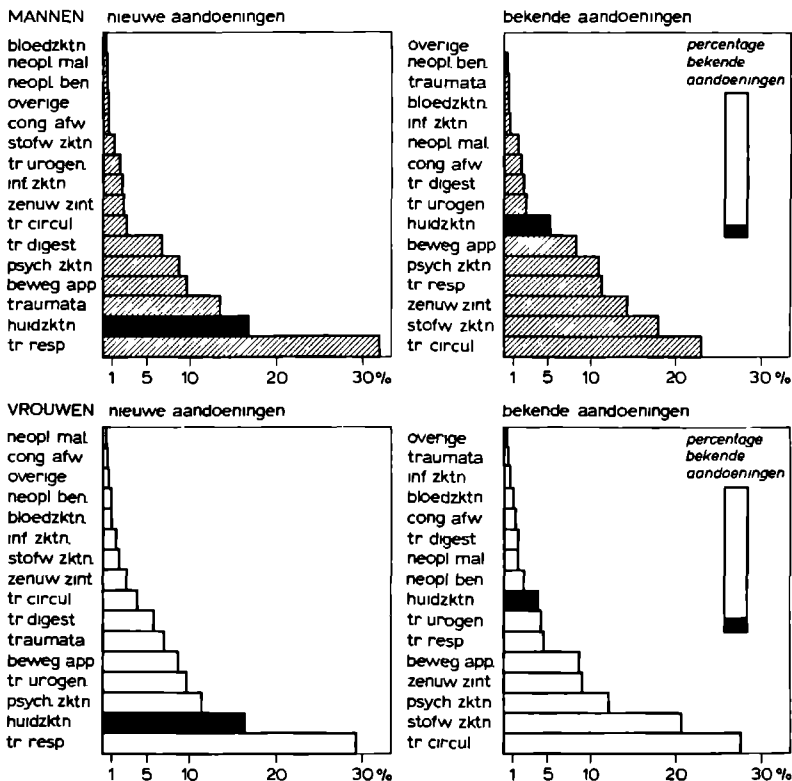 MANNEN nieuwe aandoeningen
bloedzktn
neopl mal
neopl ben
overige
cong afw
stofw zktn
tr urogen.
inf. zktn
zenuw zint
tr circul
tr digest
psych zktn
beweg app
traumata
huidzktn
tr resp
1 5 10 20 30%
bekende aandoeningen
overige
neopl ben.
traumata
bloedzktn.
inf zktn
neopl mal.
cong afw
tr digest
tr urogen
huidzktn
beweg app
psych zktn
tr resp
zenuw zint
stofw zktn
tr circul
percentage
bekende
aandoeningen
1 5 10 20 30%
VROUWEN nieuwe aandoeningen
neopl mal.
cong afw
overige
neopl ben.
bloedzktn.
inf zktn.
stofw zktn.
zenuw zint
tr circul
tr digest
traumata
beweg app
tr urogen.
psych. zktn
huidzktn
tr resp
1 5 10 20 30%
bekende aandoeningen
overige
traumata
inf zktn
bloedzktn
cong afw
tr digest
neopl mal
neopl ben
huidzktn
tr urogen
tr resp
beweg app.
zenuw zint
psych zktn
stofw zktn
tr circul
percentage
bekende
aandoeningen
1 5 10 20 30%